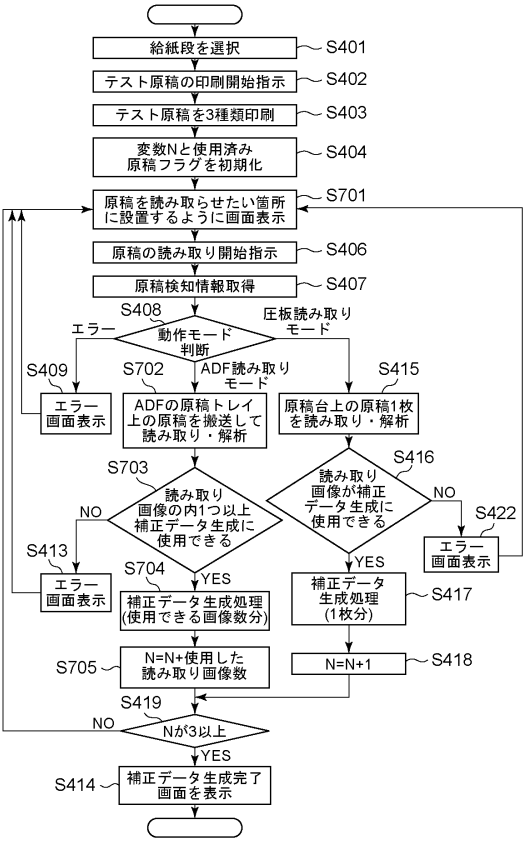 給紙段を選択
S401
テスト原稿の印刷開始指示
S402
テスト原稿を3種類印刷
S403
変数Nと使用済み
原稿フラグを初期化
S404
原稿を読み取らせたい箇所
に設置するように画面表示
S701
原稿の読み取り開始指示
S406
原稿検知情報取得
S407
S408
動作モード
判断
エラー
圧板読み取り
モード
ADF読み取り
モード
S409
エラー
画面表示
S702
ADFの原稿トレイ
上の原稿を搬送して
読み取り・解析
S415
原稿台上の原稿1枚
を読み取り・解析
S703
読み取り
画像の内1つ以上
補正データ生成に
使用できる
NO
YES
S416
読み取り
画像が補正
データ生成に
使用できる
NO
YES
S413
エラー
画面表示
S422
エラー
画面表示
S704
補正データ生成処理
(使用できる画像数分)
S417
補正データ
生成処理
(1枚分)
S705
N=N+使用した
読み取り画像数
S418
N=N+1
S419
Nが3以上
NO
YES
S414
補正データ生成完了
画面を表示